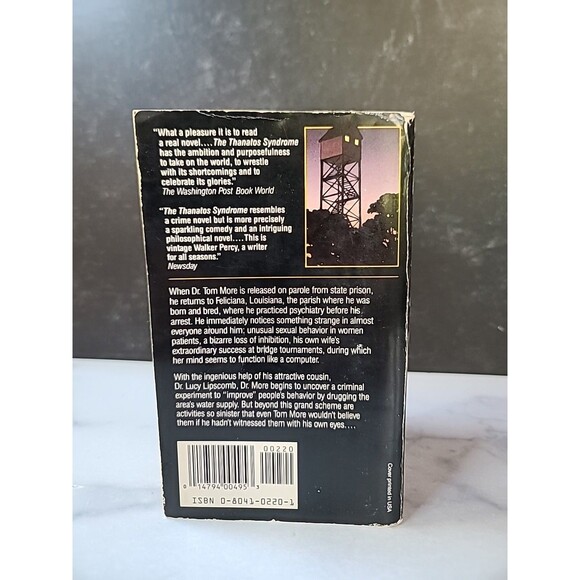 "What a pleasure it is to read
a real novel....The Thanatos Syndrome
has the ambition and purposefulness
to take on the world, to wrestle
with its shortcomings and to
celebrate its glories."
The Washington Post Book World
"The Thanatos Syndrome resembles
a crime novel but is more precisely
a sparkling comedy and an intriguing
philosophical novel....This is
vintage Walker Percy, a writer
for all seasons."
Newsday
When Dr. Tom More is released on parole from state prison,
he returns to Feliciana, Louisiana, the parish where he was
born and bred, where he practiced psychiatry before his
arrest. He immediately notices something strange in almost
everyone around him; unusual sexual behavior in women
patients, a bizarre loss of inhibition, his own wife's
extraordinary success at bridge tournaments, during which
her mind seems to function like a computer.
With the ingenious help of his attractive cousin,
Dr. Lucy Lipscomb, Dr. More begins to uncover a criminal
experiment to "improve" people's behavior by drugging the
area's water supply. But beyond this grand scheme are
activities so sinister that even Tom More wouldn't believe
them if he hadn't witnessed them with his own eyes....
00220
0 14794 00495 3
ISBN 0-8041-0220-1
Cover printed in USA